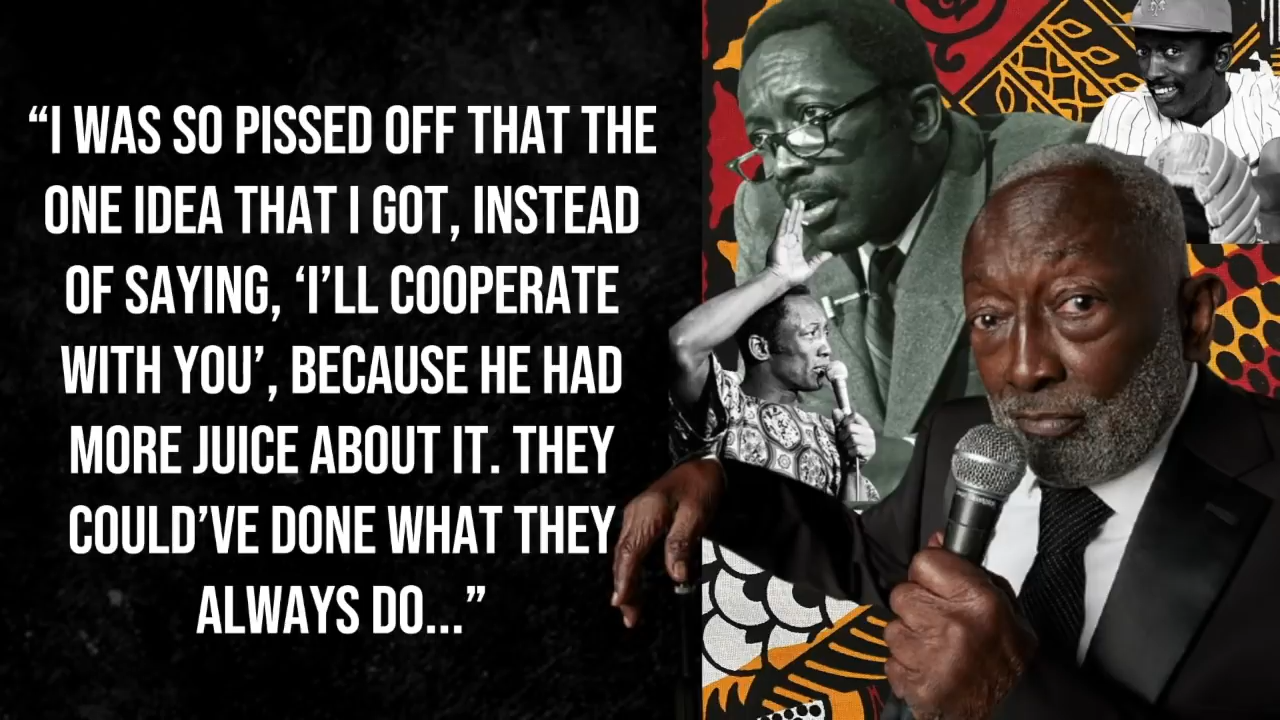 “I WAS SO PISSED OFF THAT THE
ONE IDEA THAT I GOT, INSTEAD
OF SAYING, ‘I’LL COOPERATE
WITH YOU’, BECAUSE HE HAD
MORE JUICE ABOUT IT. THEY
COULD’VE DONE WHAT THEY
ALWAYS DO...”